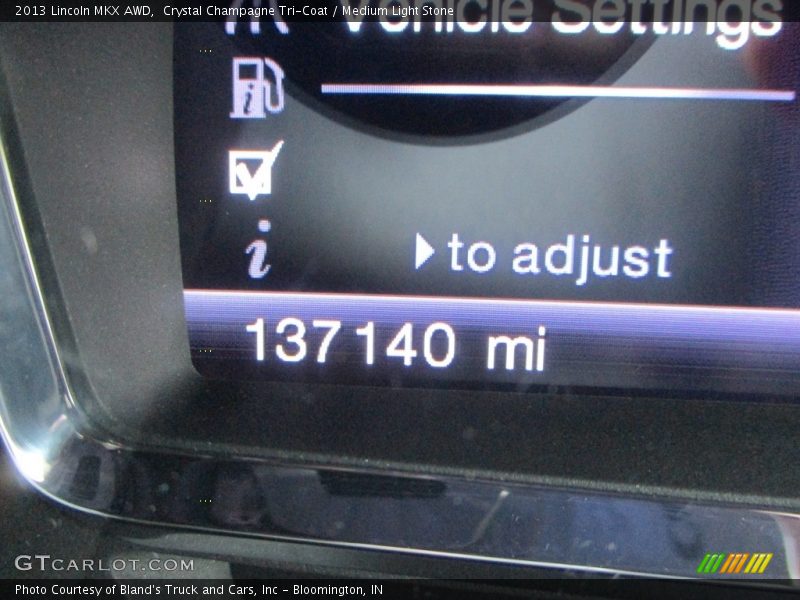 2013 Lincoln MKX AWD, Crystal Champagne Tri-Coat / Medium Light Stone
Vehicle Settings
to adjust
137140 mi
GTCARLOT.COM
Photo Courtesy of Bland's Truck and Cars, Inc - Bloomington, IN